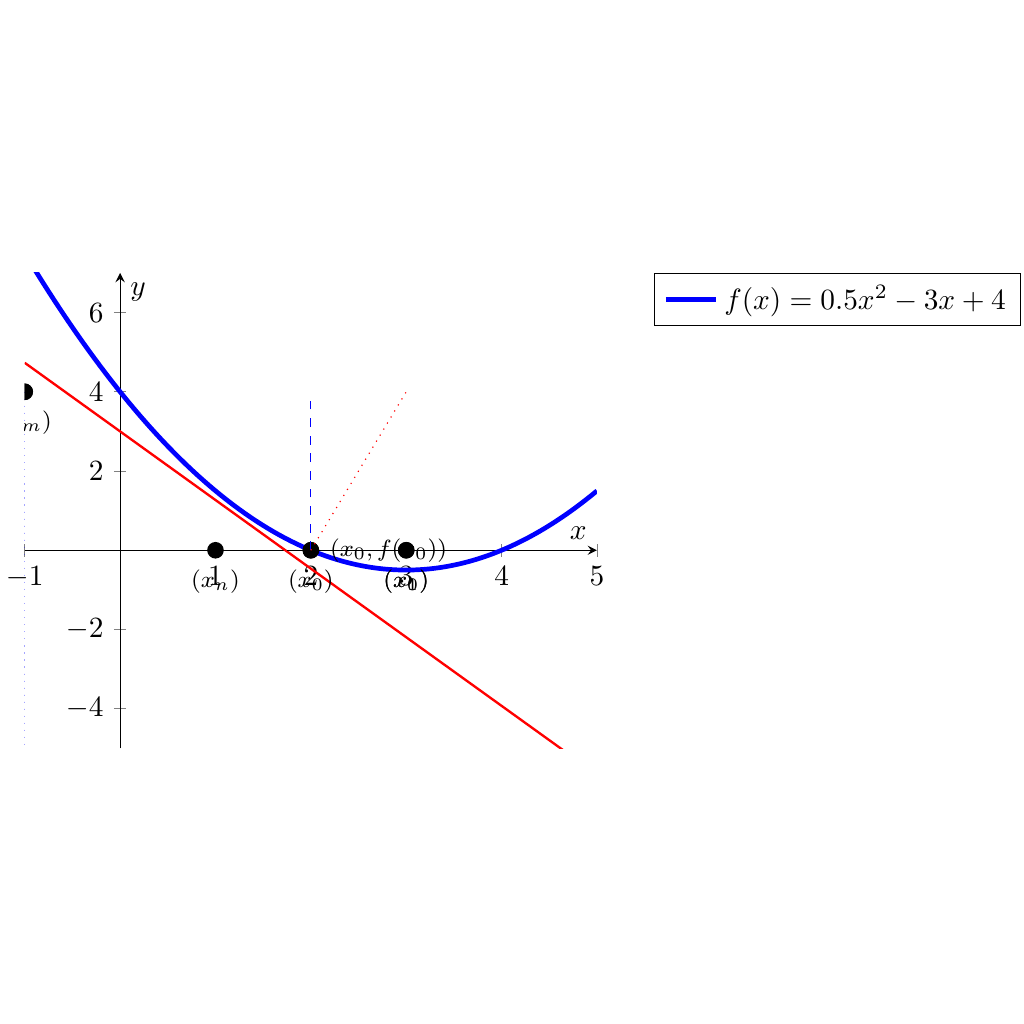 f(x) = 0.5x² − 3x + 4
y
6
4
ₘ)
2
x
(x₀, f(x₀))
−1 1 2 3 4 5
(xₙ) (x₀)
−2
−4